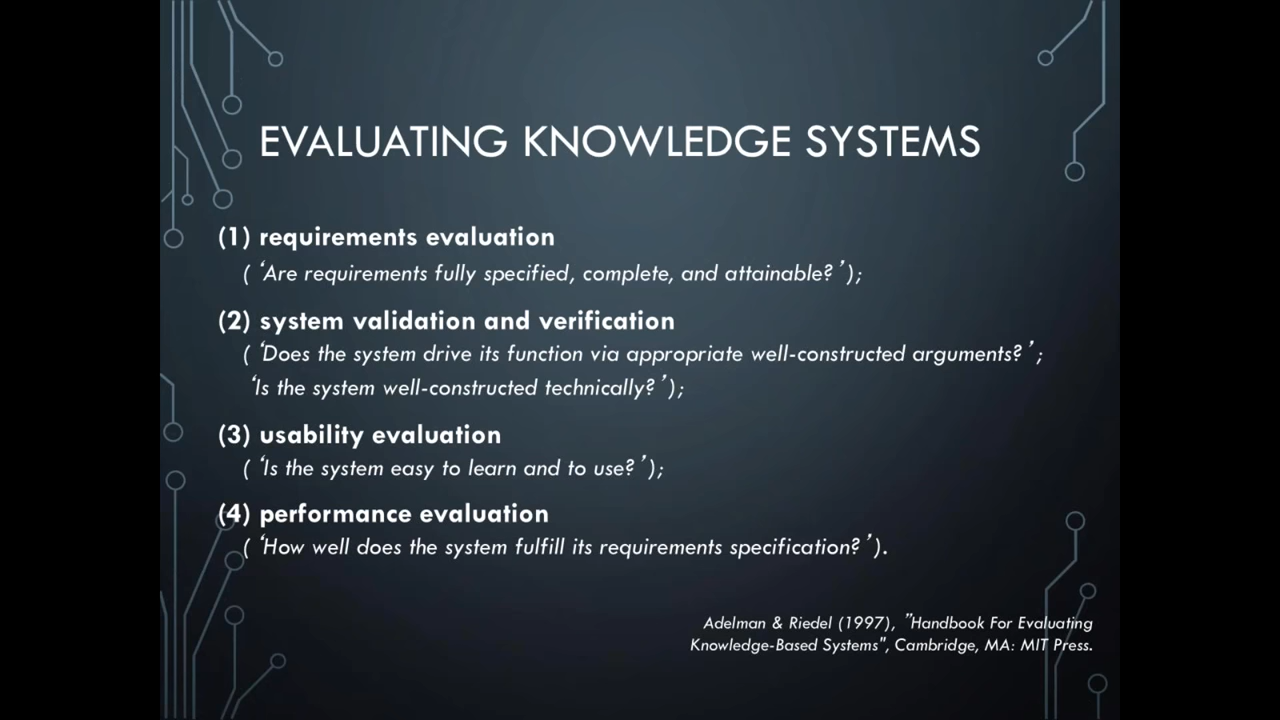 EVALUATING KNOWLEDGE SYSTEMS
(1) requirements evaluation
( ‘Are requirements fully specified, complete, and attainable?’);
(2) system validation and verification
( ‘Does the system drive its function via appropriate well-constructed arguments?’;
‘Is the system well-constructed technically?’);
(3) usability evaluation
( ‘Is the system easy to learn and to use?’);
(4) performance evaluation
( ‘How well does the system fulfill its requirements specification?’).
Adelman & Riedel (1997), ”Handbook For Evaluating
Knowledge-Based Systems", Cambridge, MA: MIT Press.